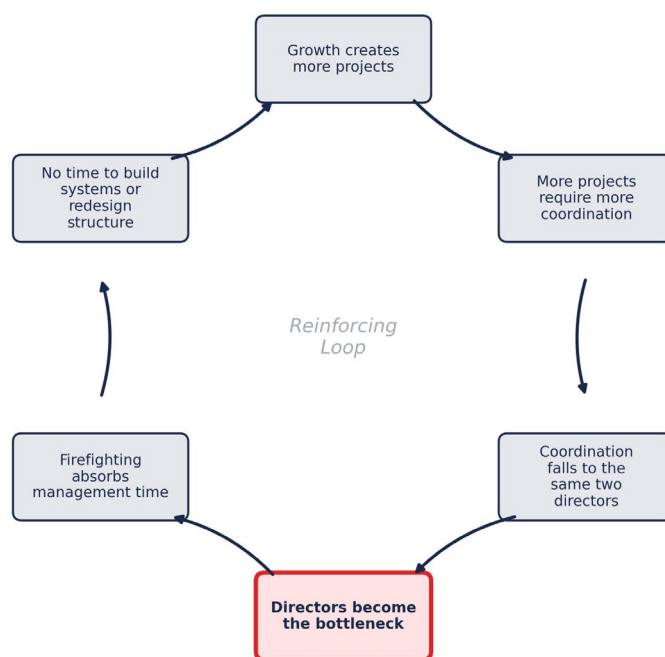 Growth creates
more projects
More projects
require more
coordination
Coordination
falls to the
same two
directors
Directors become
the bottleneck
Firefighting
absorbs
management time
No time to build
systems or
redesign
structure
Reinforcing
Loop